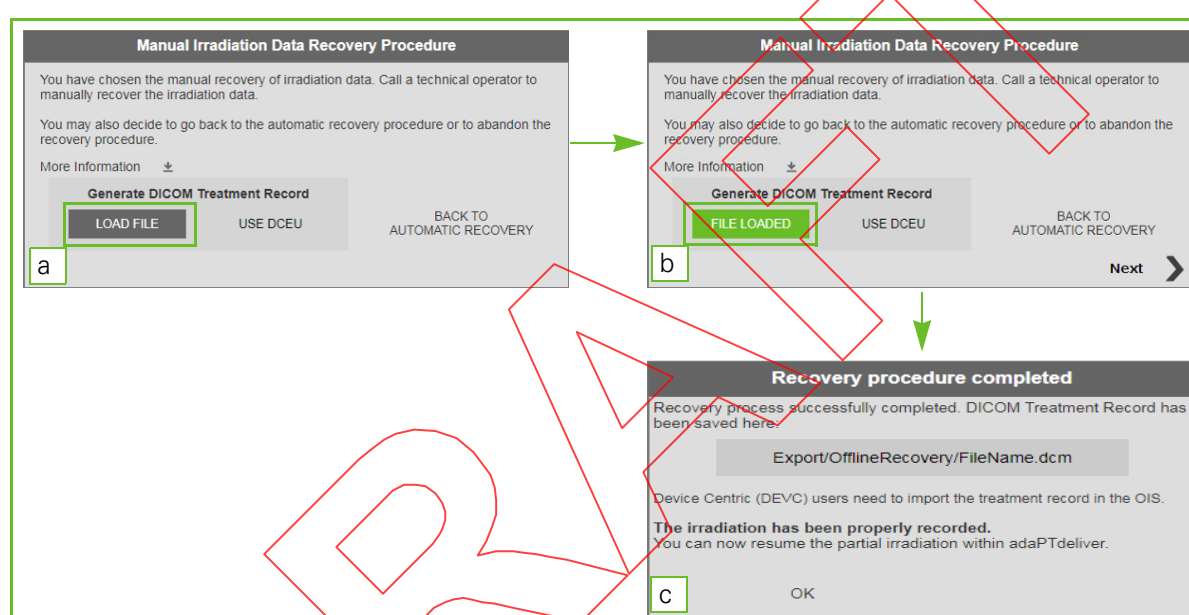 Manual Irradiation Data Recovery Procedure
You have chosen the manual recovery of irradiation data. Call a technical operator to
manually recover the irradiation data.
You may also decide to go back to the automatic recovery procedure or to abandon the
recovery procedure.
More Information
Generate DICOM Treatment Record
LOAD FILE
USE DCEU
BACK TO
AUTOMATIC RECOVERY
a
Manual Irradiation Data Recovery Procedure
You have chosen the manual recovery of irradiation data. Call a technical operator to
manually recover the irradiation data.
You may also decide to go back to the automatic recovery procedure or to abandon the
recovery procedure.
More Information
Generate DICOM Treatment Record
FILE LOADED
USE DCEU
BACK TO
AUTOMATIC RECOVERY
b
Next
Recovery procedure completed
Recovery process successfully completed. DICOM Treatment Record has
been saved here:
Export/OfflineRecovery/FileName.dcm
Device Centric (DEVC) users need to import the treatment record in the OIS.
The irradiation has been properly recorded.
You can now resume the partial irradiation within adaPTdeliver.
c
OK